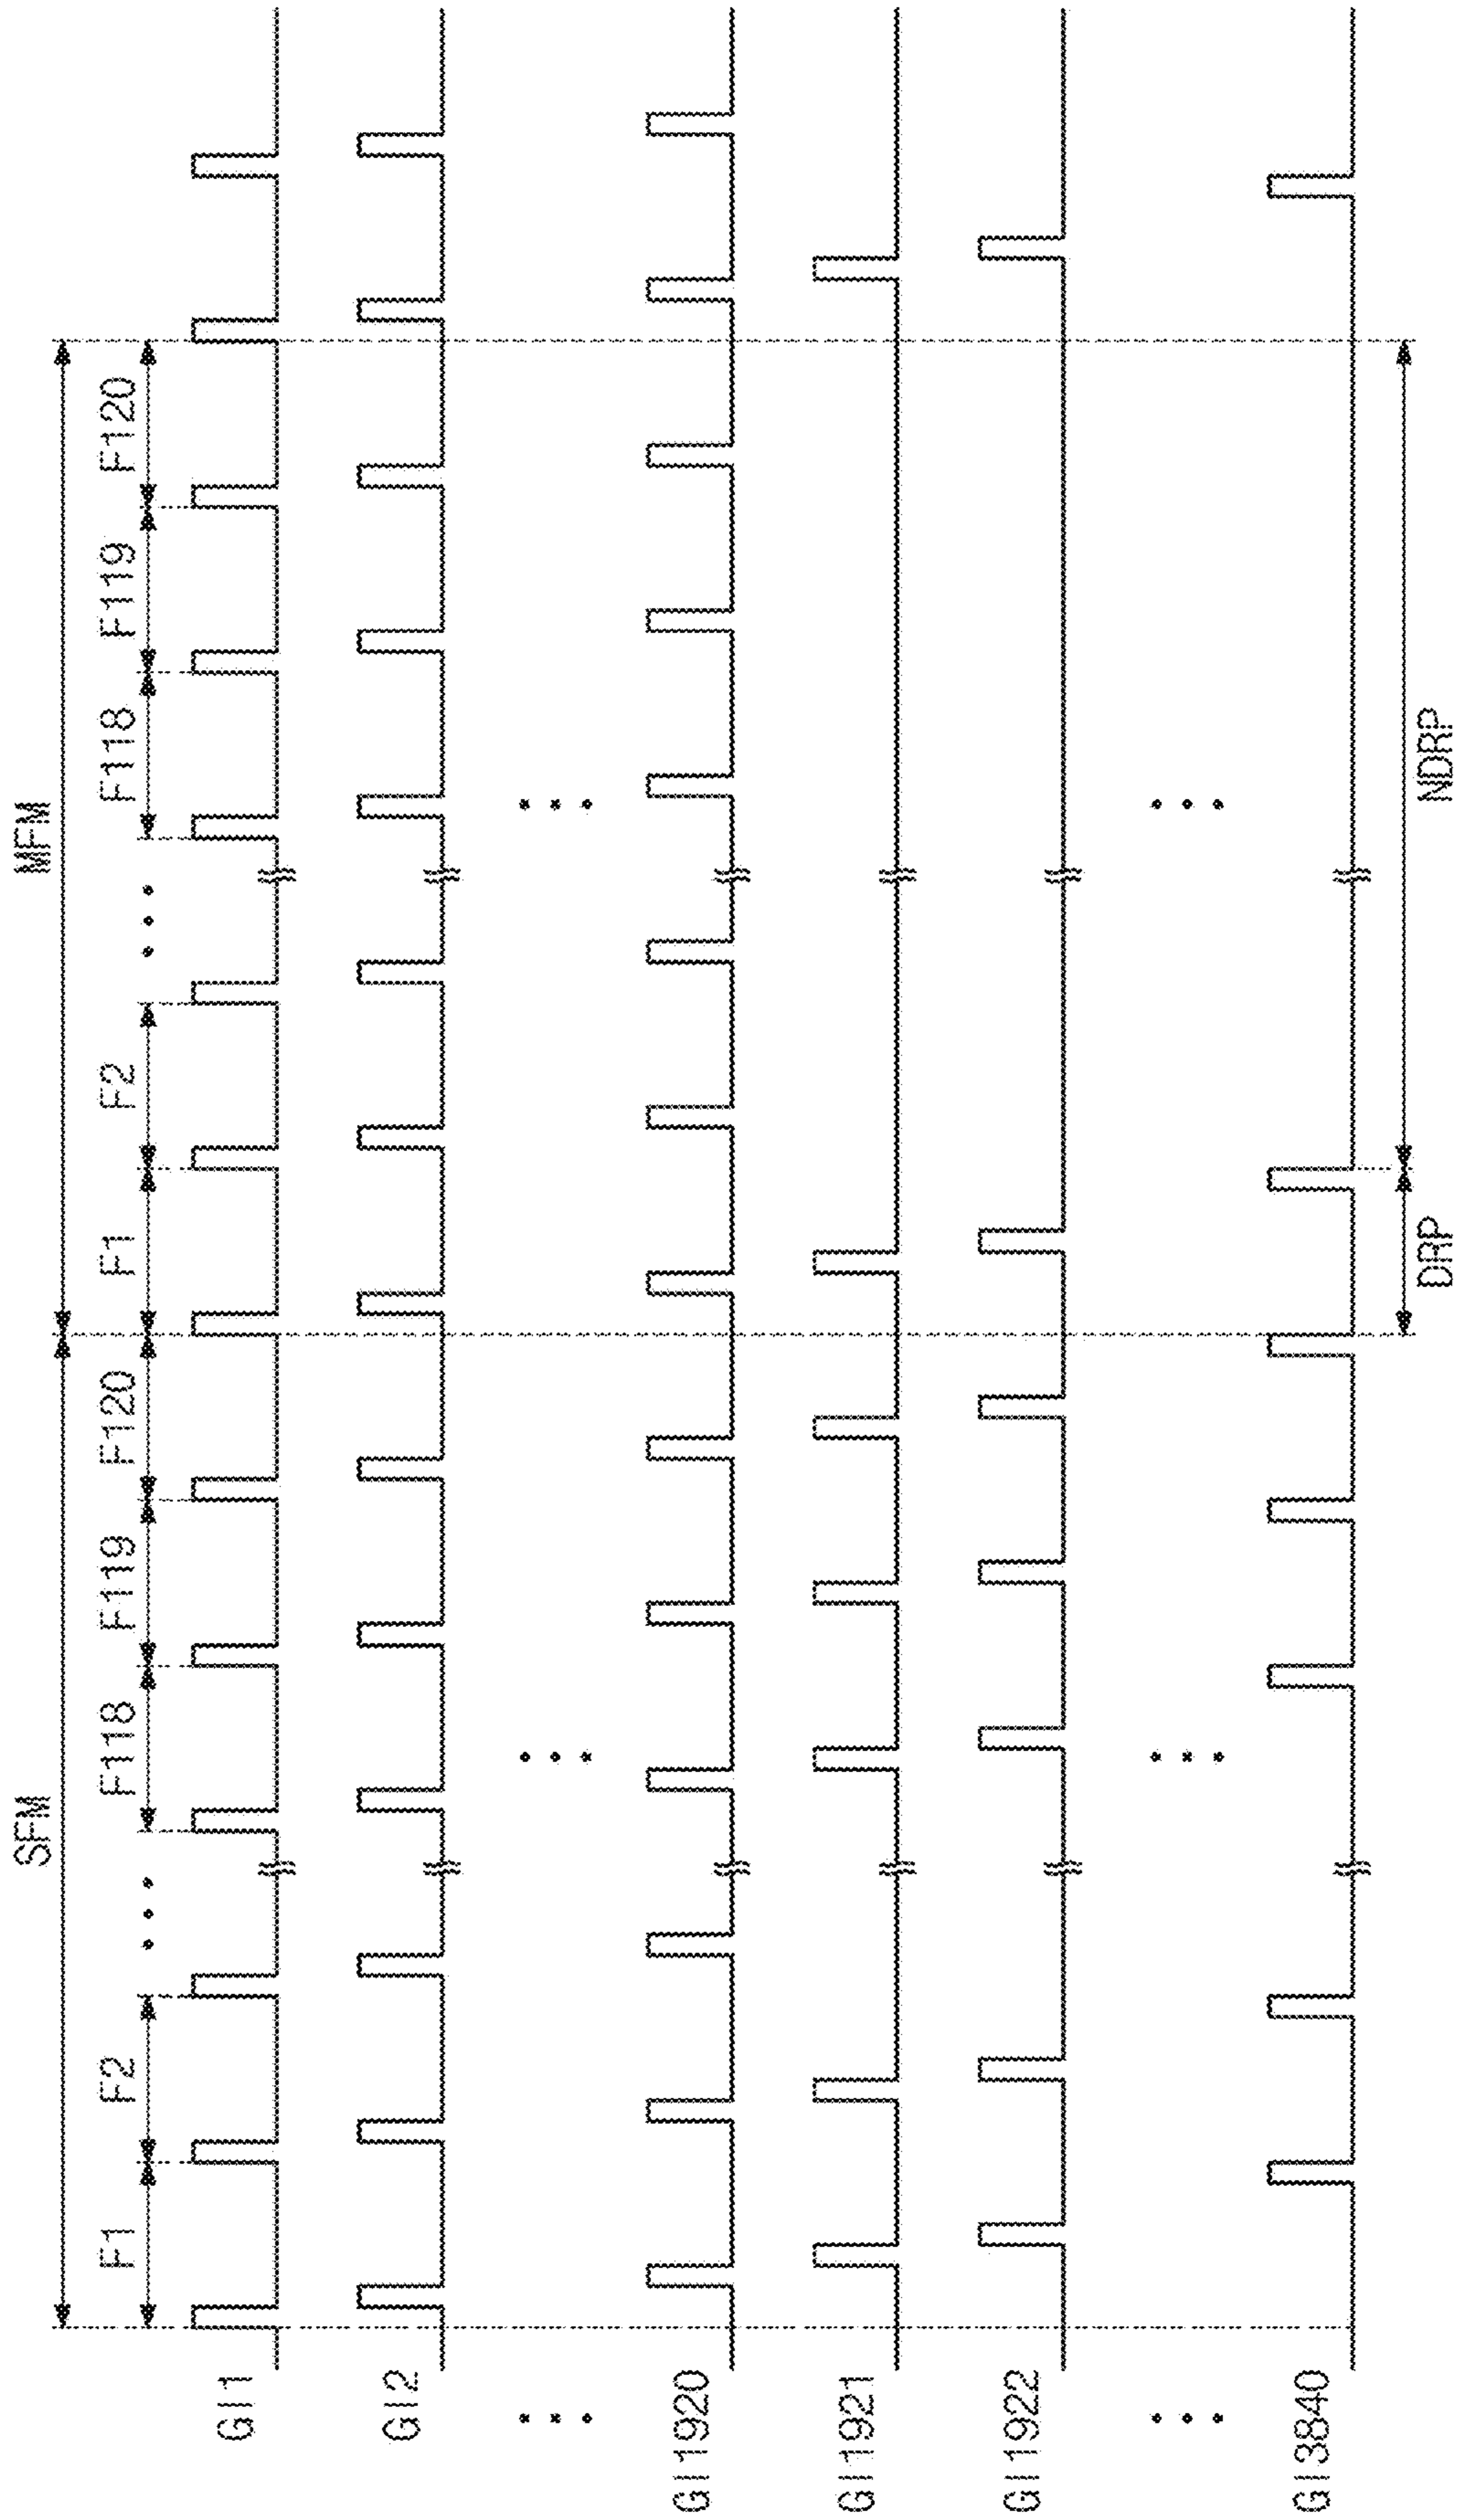 SFM MFM
F1 F2 F118 F119 F120 F1 F2 F118 F119 F120
GI1
GI2
GI1920
GI1921
GI1922
GI3840
DRP NDRP